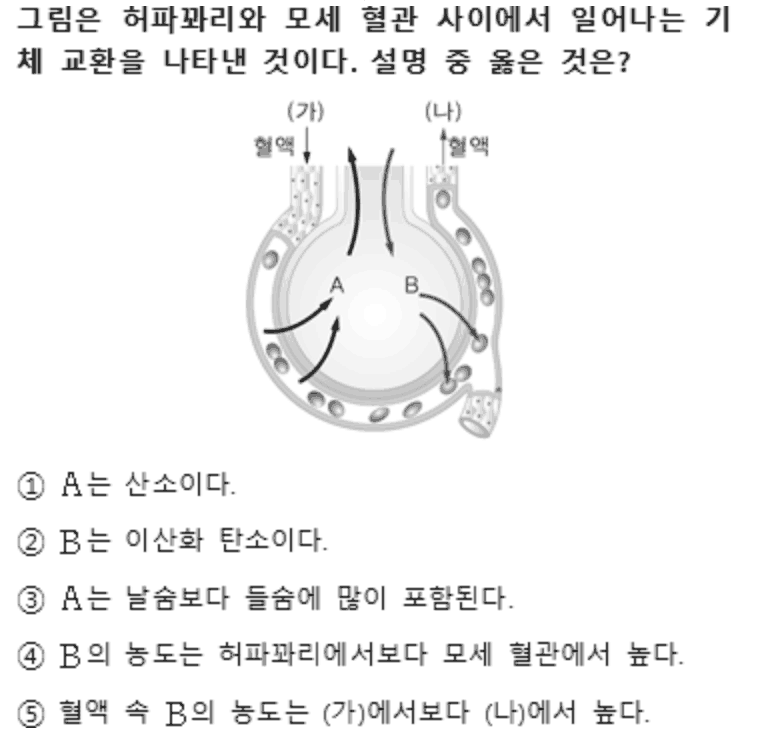 그림은 허파꽈리와 모세 혈관 사이에서 일어나는 기
체 교환을 나타낸 것이다. 설명 중 옳은 것은?
(가) (나)
혈액 혈액
A B
① A는 산소이다.
② B는 이산화 탄소이다.
③ A는 날숨보다 들숨에 많이 포함된다.
④ B의 농도는 허파꽈리에서보다 모세 혈관에서 높다.
⑤ 혈액 속 B의 농도는 (가)에서보다 (나)에서 높다.